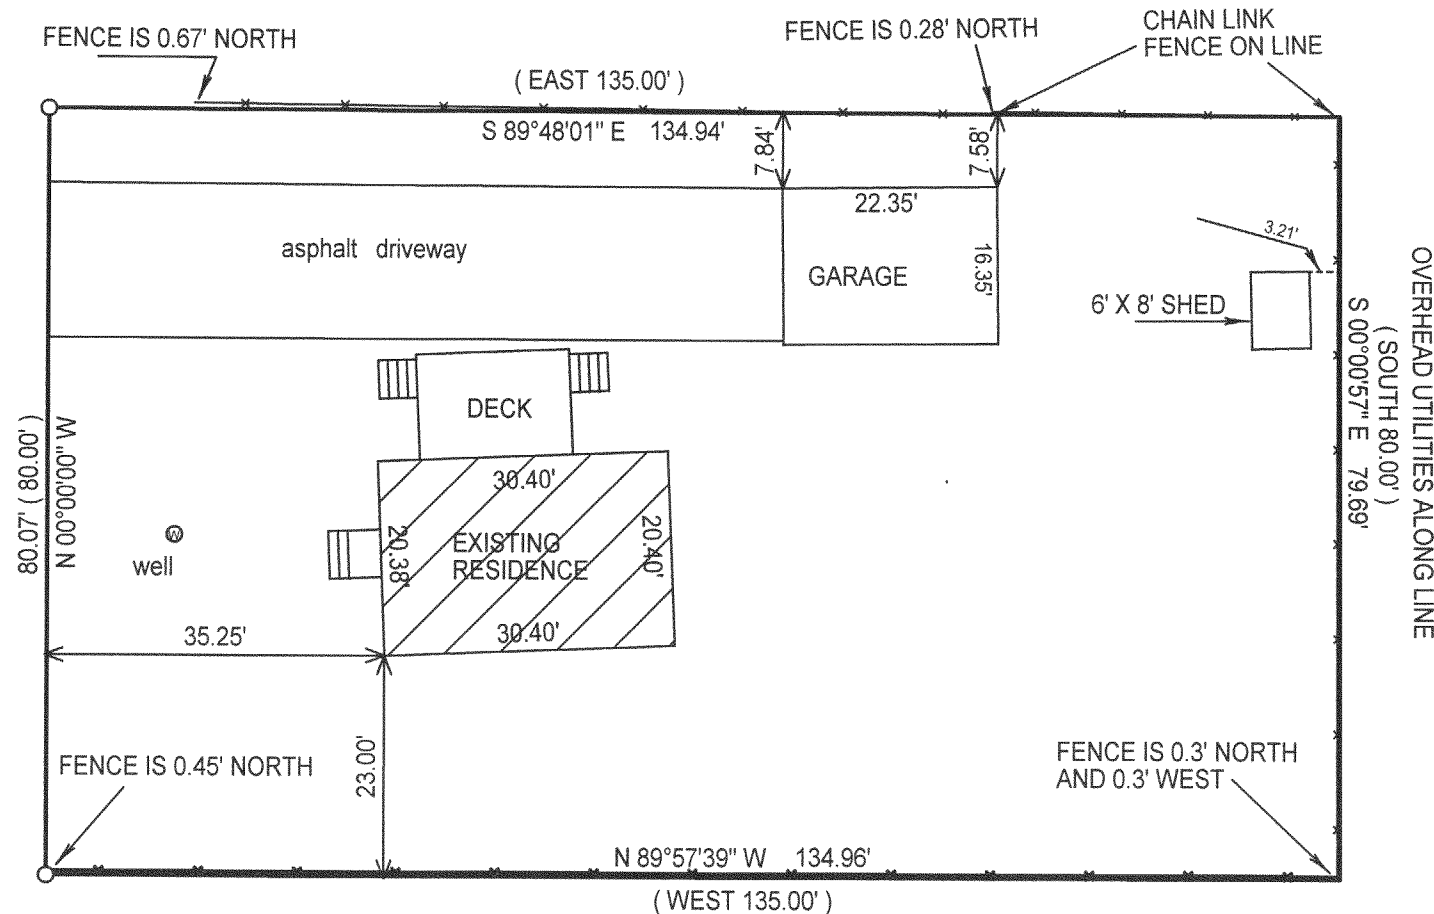 FENCE IS 0.67' NORTH
( EAST 135.00' )
FENCE IS 0.28' NORTH
CHAIN LINK
FENCE ON LINE
S 89°48'01" E 134.94'
7.84'
7.58'
22.35'
asphalt driveway
GARAGE
16.35'
3.21'
6' X 8' SHED
OVERHEAD UTILITIES ALONG LINE
( SOUTH 80.00' )
S 00°00'57" E 79.69'
DECK
N 00°00'00" W
80.07' ( 80.00' )
30.40'
20.38'
EXISTING
RESIDENCE
20.40'
30.40'
W
well
35.25'
23.00'
FENCE IS 0.45' NORTH
FENCE IS 0.3' NORTH
AND 0.3' WEST
N 89°57'39" W 134.96'
( WEST 135.00' )